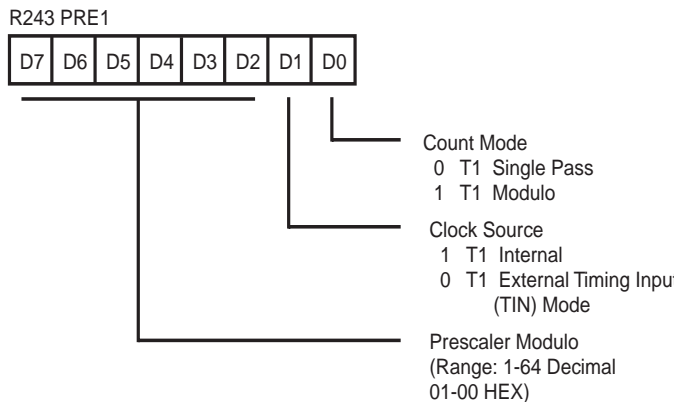 R243 PRE1
D7 D6 D5 D4 D3 D2 D1 D0
Count Mode
0 T1 Single Pass
1 T1 Modulo
Clock Source
1 T1 Internal
0 T1 External Timing Input
(TIN) Mode
Prescaler Modulo
(Range: 1-64 Decimal
01-00 HEX)